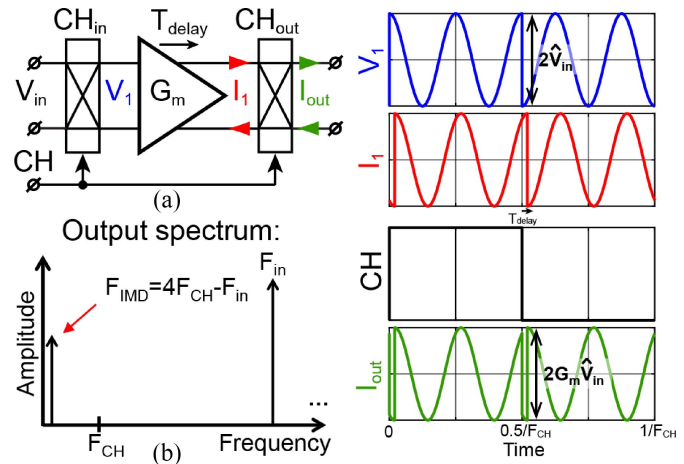 CHin
Tdelay
CHout
Vin
V1
Gm
I1
Iout
CH
(a)
Output spectrum:
Amplitude
FIMD=4FCH-Fin
Fin
...
FCH
Frequency
(b)
V1
2V̂in
I1
Tdelay
CH
Iout
2GmV̂in
0
0.5/FCH
1/FCH
Time